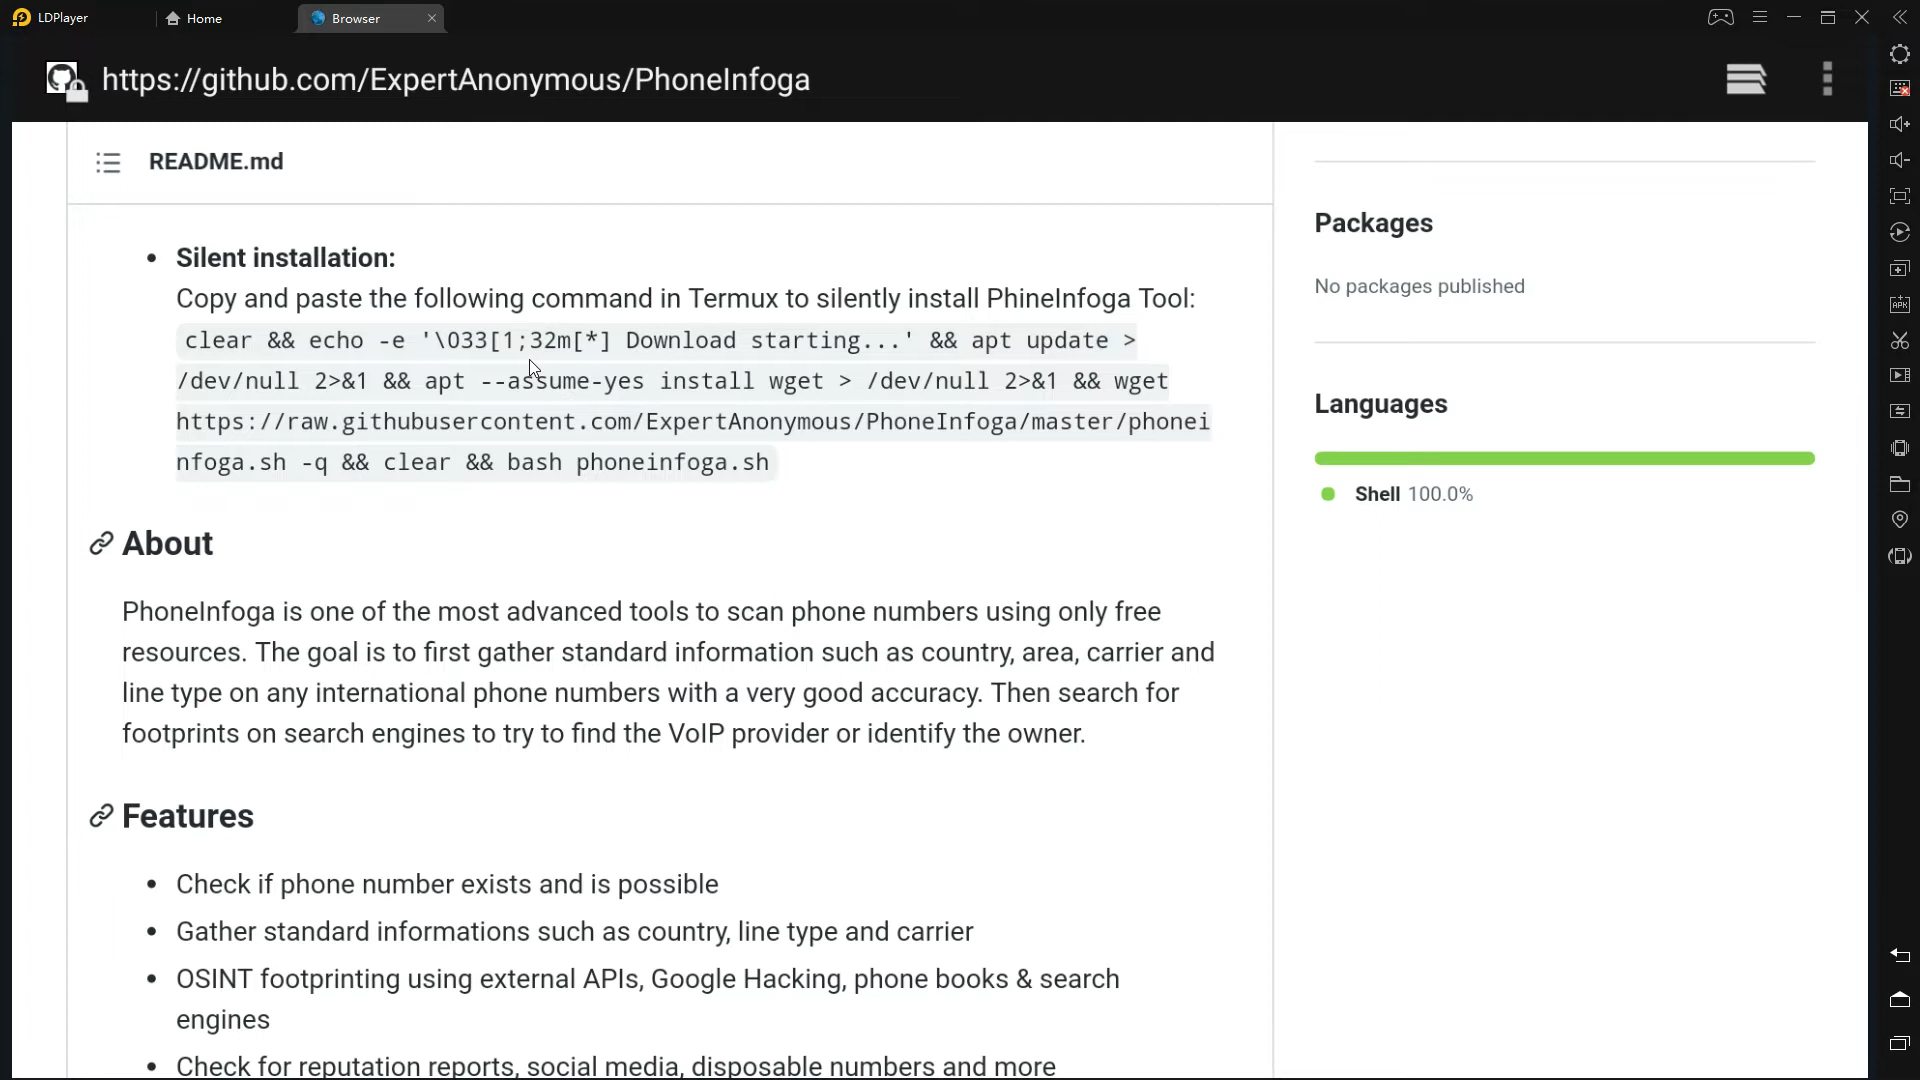 LDPlayer
Home
Browser
https://github.com/ExpertAnonymous/PhoneInfoga
README.md
Silent installation:
Copy and paste the following command in Termux to silently install PhineInfoga Tool:
clear && echo -e '\033[1;32m[*] Download starting...' && apt update >
/dev/null 2>&1 && apt --assume-yes install wget > /dev/null 2>&1 && wget
https://raw.githubusercontent.com/ExpertAnonymous/PhoneInfoga/master/phonei
nfoga.sh -q && clear && bash phoneinfoga.sh
About
PhoneInfoga is one of the most advanced tools to scan phone numbers using only free
resources. The goal is to first gather standard information such as country, area, carrier and
line type on any international phone numbers with a very good accuracy. Then search for
footprints on search engines to try to find the VoIP provider or identify the owner.
Features
Check if phone number exists and is possible
Gather standard informations such as country, line type and carrier
OSINT footprinting using external APIs, Google Hacking, phone books & search
engines
Check for reputation reports, social media, disposable numbers and more
Packages
No packages published
Languages
Shell 100.0%